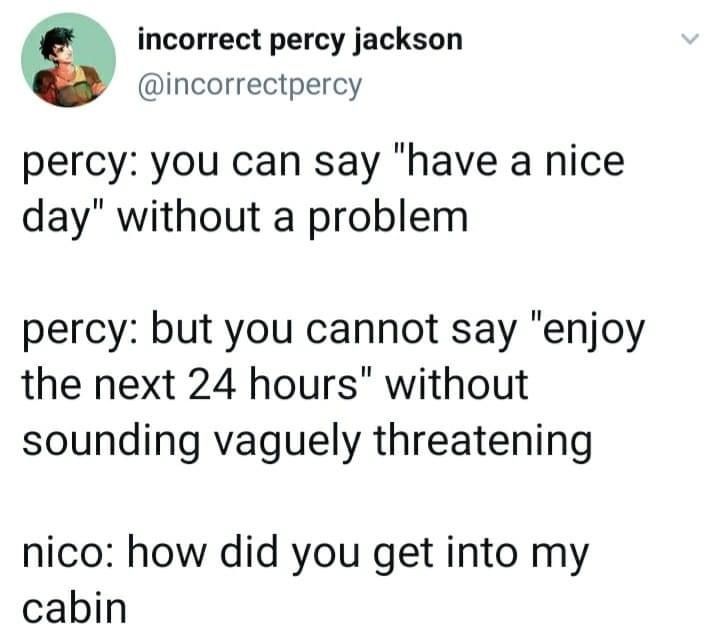 incorrect percy jackson
@incorrectpercy
percy: you can say "have a nice
day" without a problem
percy: but you cannot say "enjoy
the next 24 hours" without
sounding vaguely threatening
nico: how did you get into my
cabin